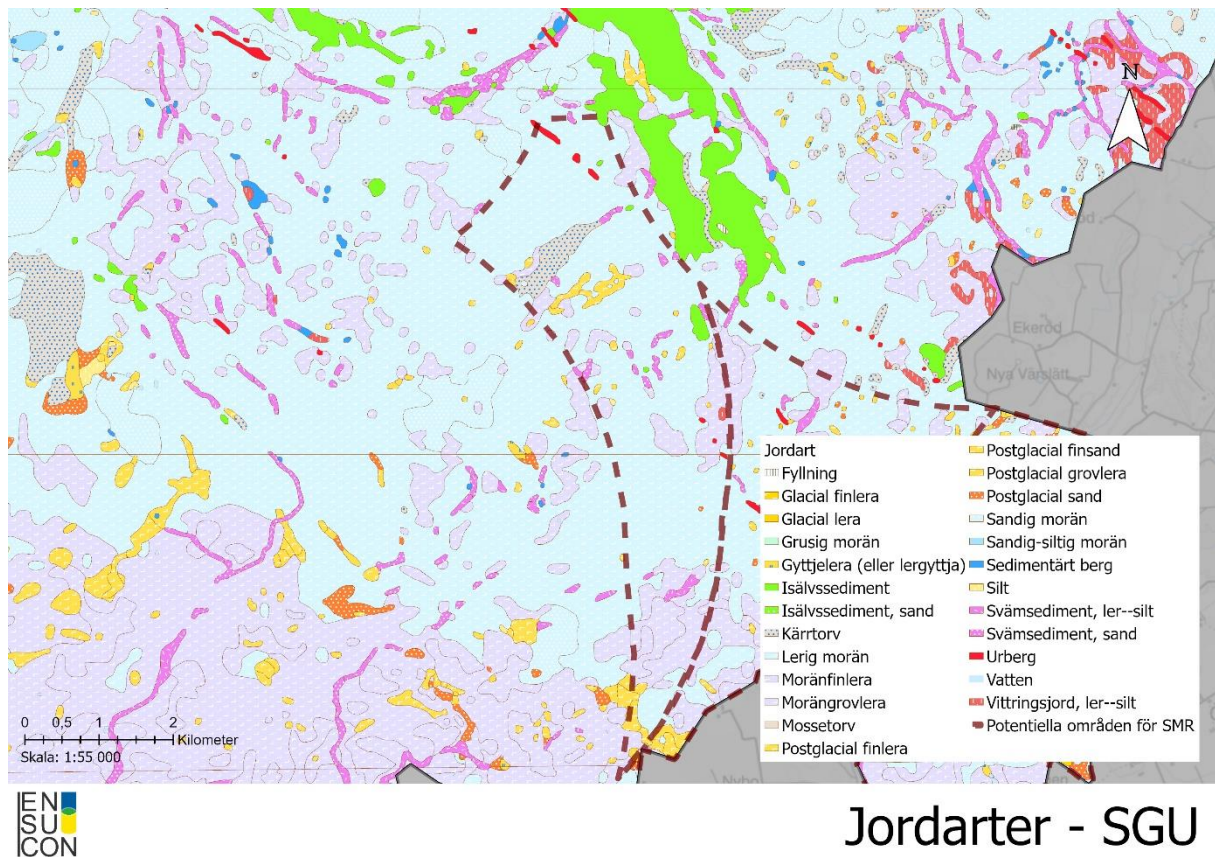 N
Ekeröd
Nya Värslätt
Jordart
Fyllning
Glacial finlera
Glacial lera
Grusig morän
Gyttjelera (eller lergyttja)
Isälvssediment
Isälvssediment, sand
Kärrtorv
Lerig morän
Moränfinlera
Morängrovlera
Mossetorv
Postglacial finlera
Postglacial finsand
Postglacial grovlera
Postglacial sand
Sandig morän
Sandig-siltig morän
Sedimentärt berg
Silt
Svämsediment, ler--silt
Svämsediment, sand
Urberg
Vatten
Vittringsjord, ler--silt
Potentiella områden för SMR
0 0,5 1 2
Kilometer
Skala: 1:55 000
EN
SU
CON
Jordarter - SGU